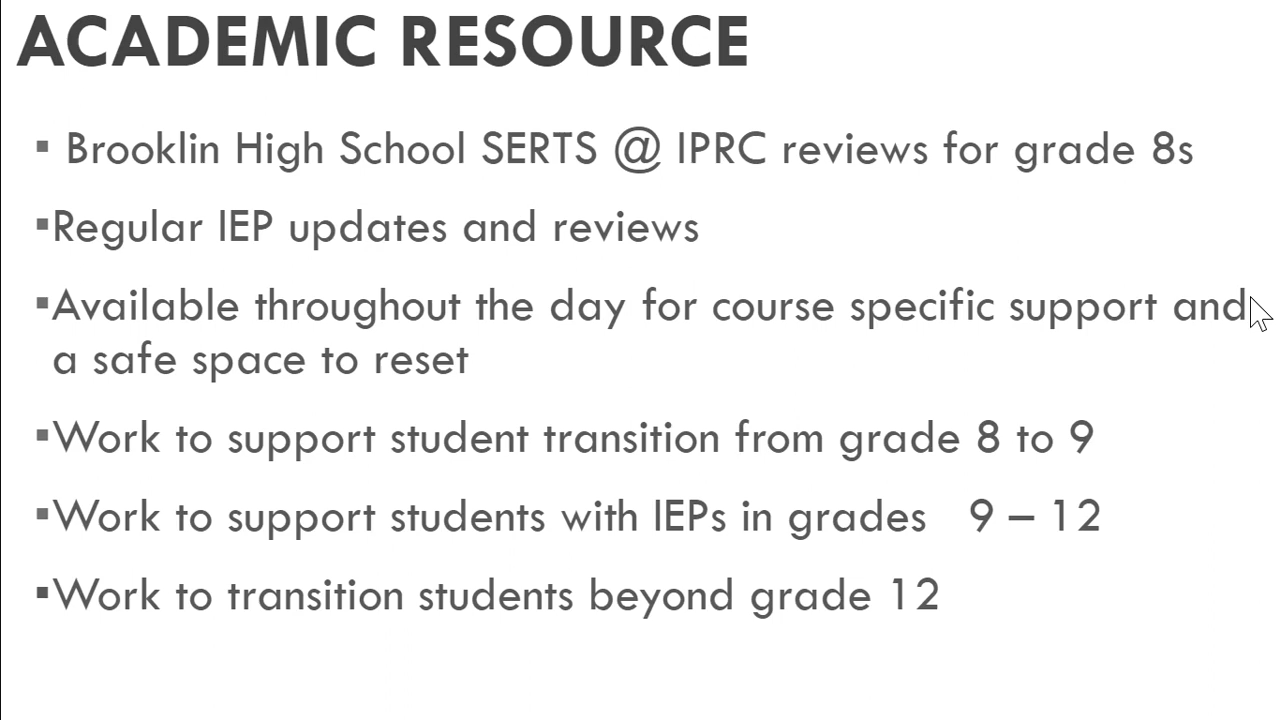 ACADEMIC RESOURCE
▪ Brooklin High School SERTS @ IPRC reviews for grade 8s
▪Regular IEP updates and reviews
▪Available throughout the day for course specific support and
a safe space to reset
▪Work to support student transition from grade 8 to 9
▪Work to support students with IEPs in grades 9 – 12
▪Work to transition students beyond grade 12